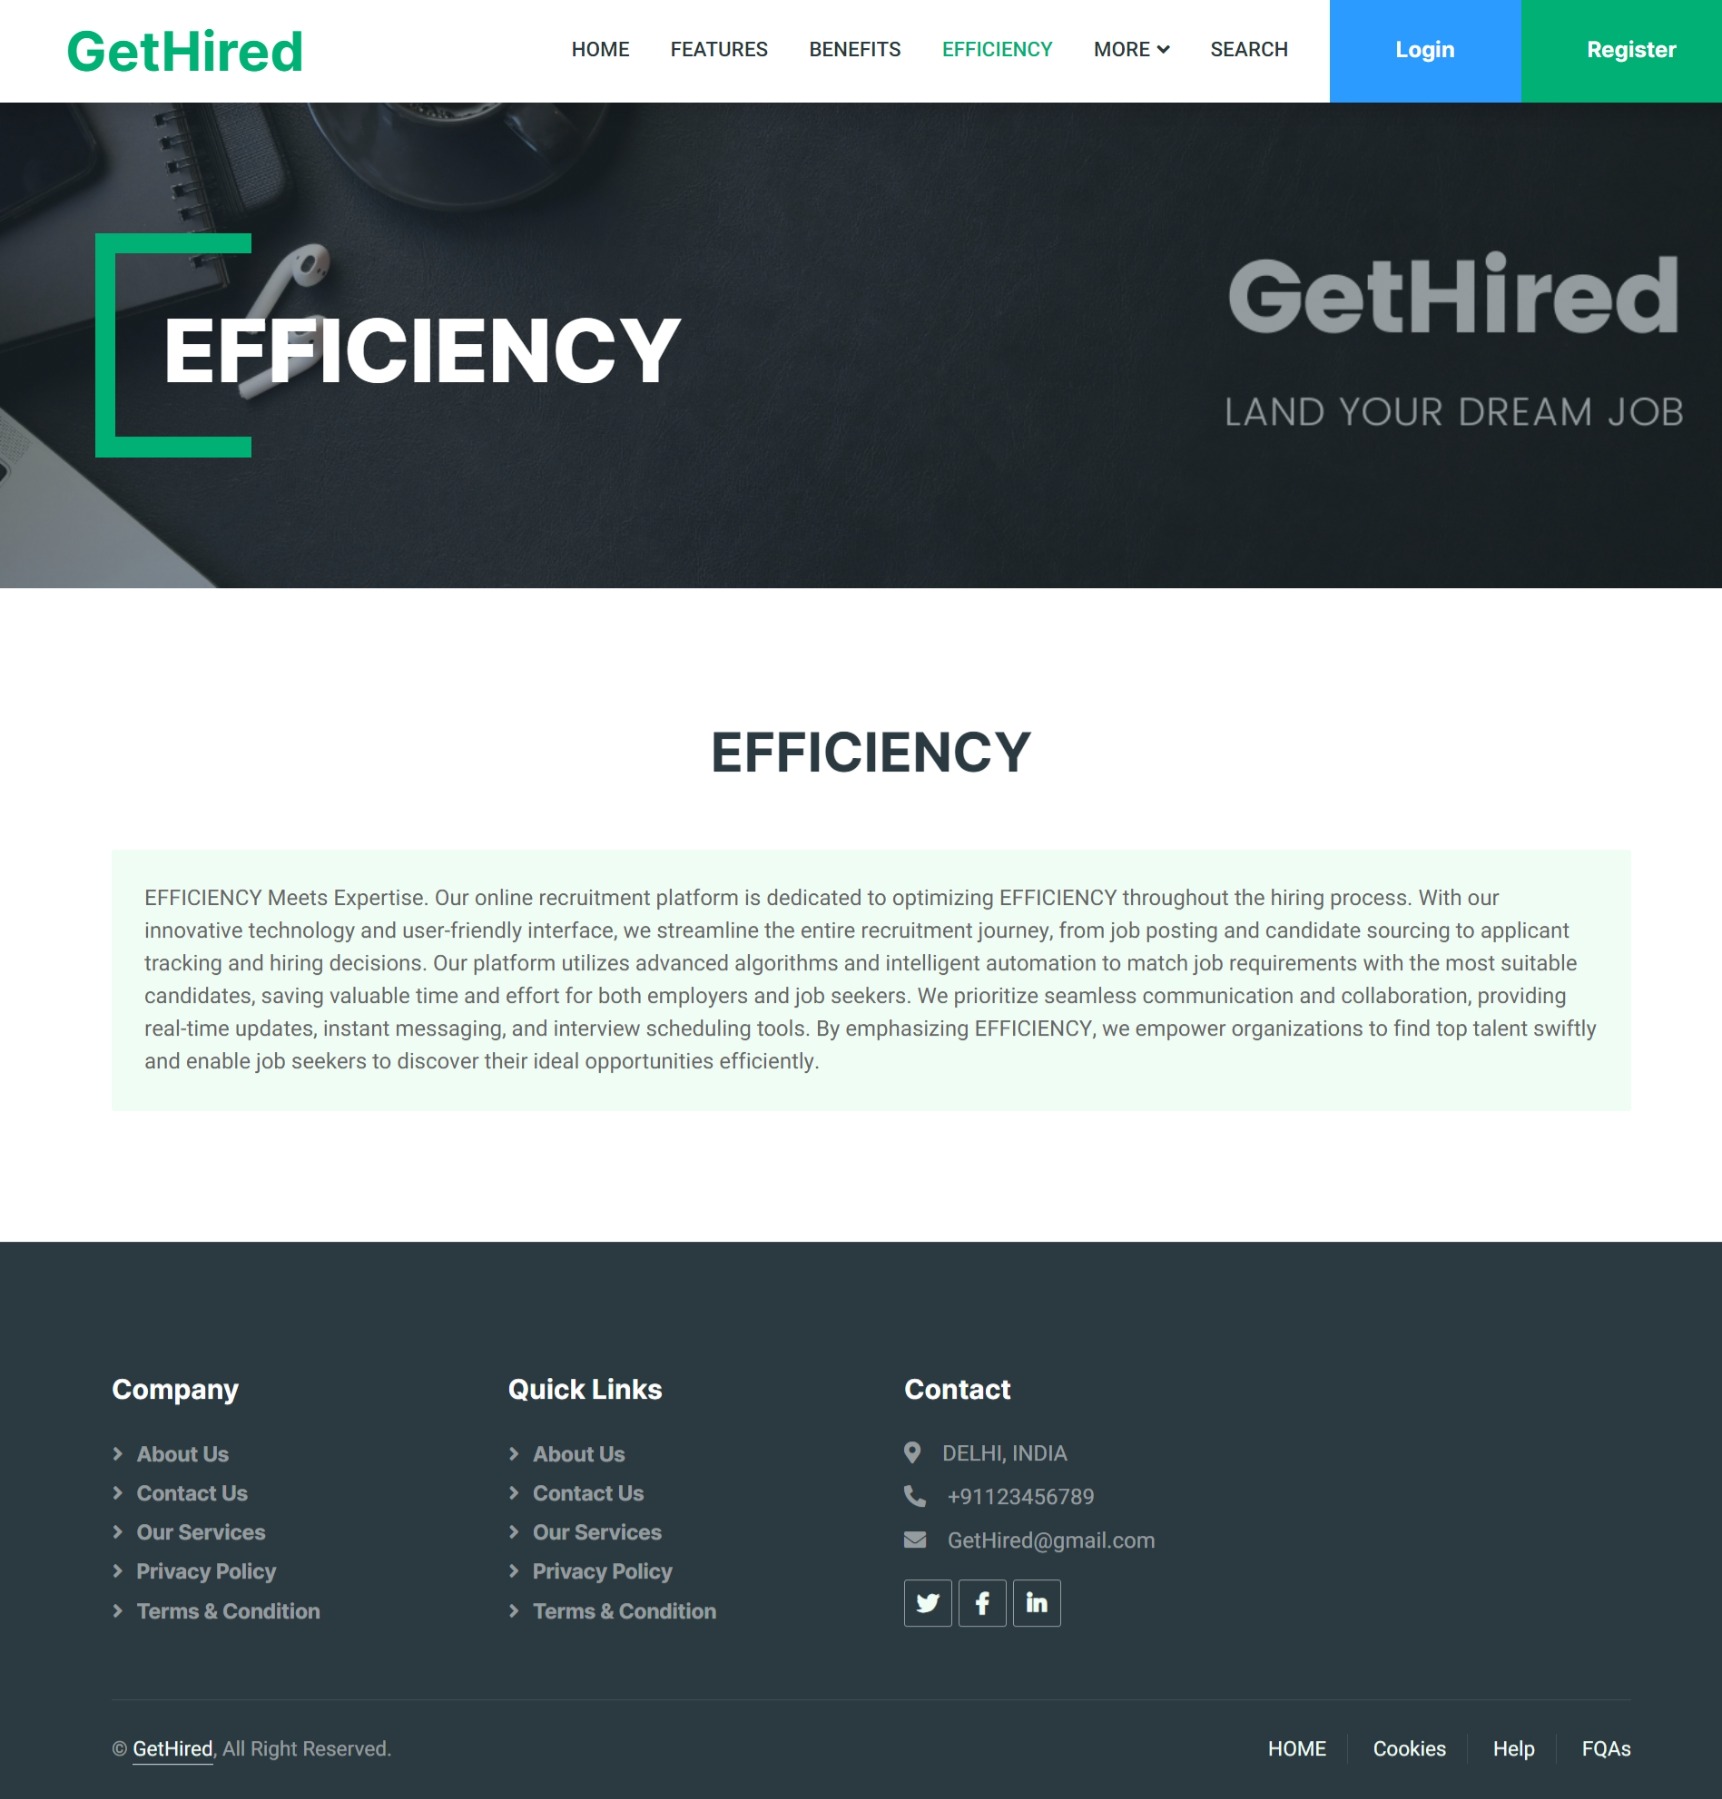 GetHired
HOME FEATURES BENEFITS EFFICIENCY MORE SEARCH Login Register
EFFICIENCY
GetHired
LAND YOUR DREAM JOB
EFFICIENCY
EFFICIENCY Meets Expertise. Our online recruitment platform is dedicated to optimizing EFFICIENCY throughout the hiring process. With our
innovative technology and user-friendly interface, we streamline the entire recruitment journey, from job posting and candidate sourcing to applicant
tracking and hiring decisions. Our platform utilizes advanced algorithms and intelligent automation to match job requirements with the most suitable
candidates, saving valuable time and effort for both employers and job seekers. We prioritize seamless communication and collaboration, providing
real-time updates, instant messaging, and interview scheduling tools. By emphasizing EFFICIENCY, we empower organizations to find top talent swiftly
and enable job seekers to discover their ideal opportunities efficiently.
Company
About Us
Contact Us
Our Services
Privacy Policy
Terms & Condition
Quick Links
About Us
Contact Us
Our Services
Privacy Policy
Terms & Condition
Contact
DELHI, INDIA
+91123456789
GetHired@gmail.com
© GetHired, All Right Reserved.
HOME Cookies Help FQAs